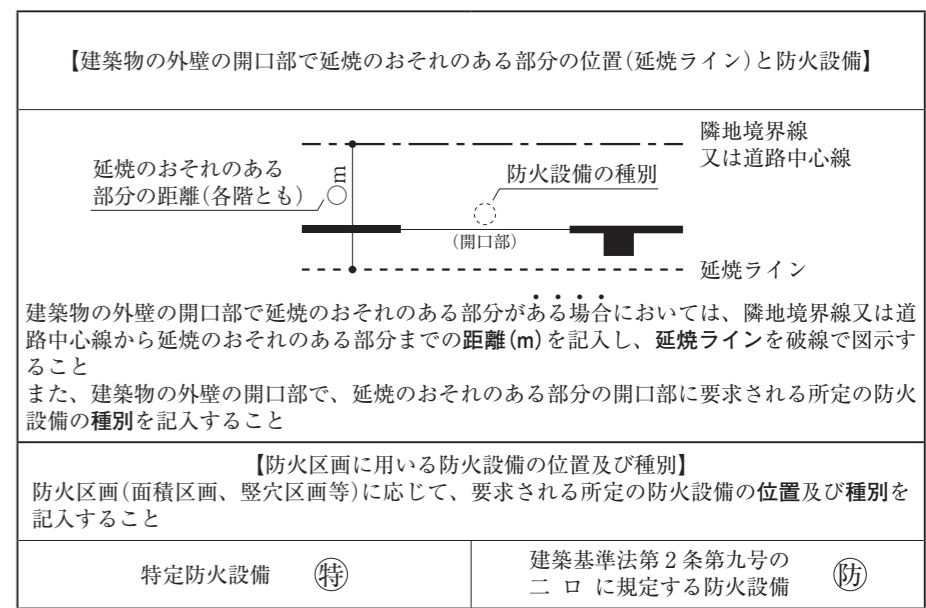 【建築物の外壁の開口部で延焼のおそれのある部分の位置(延焼ライン)と防火設備】
隣地境界線
又は道路中心線
延焼のおそれのある
部分の距離(各階とも)
○m
防火設備の種別
(開口部)
延焼ライン
建築物の外壁の開口部で延焼のおそれのある部分がある場合においては、隣地境界線又は道
路中心線から延焼のおそれのある部分までの距離(m)を記入し、延焼ラインを破線で図示す
ること
また、建築物の外壁の開口部で、延焼のおそれのある部分の開口部に要求される所定の防火
設備の種別を記入すること
【防火区画に用いる防火設備の位置及び種別】
防火区画(面積区画、竪穴区画等)に応じて、要求される所定の防火設備の位置及び種別を
記入すること
特定防火設備 ㊕
建築基準法第2条第九号の
二 ロ に規定する防火設備 防